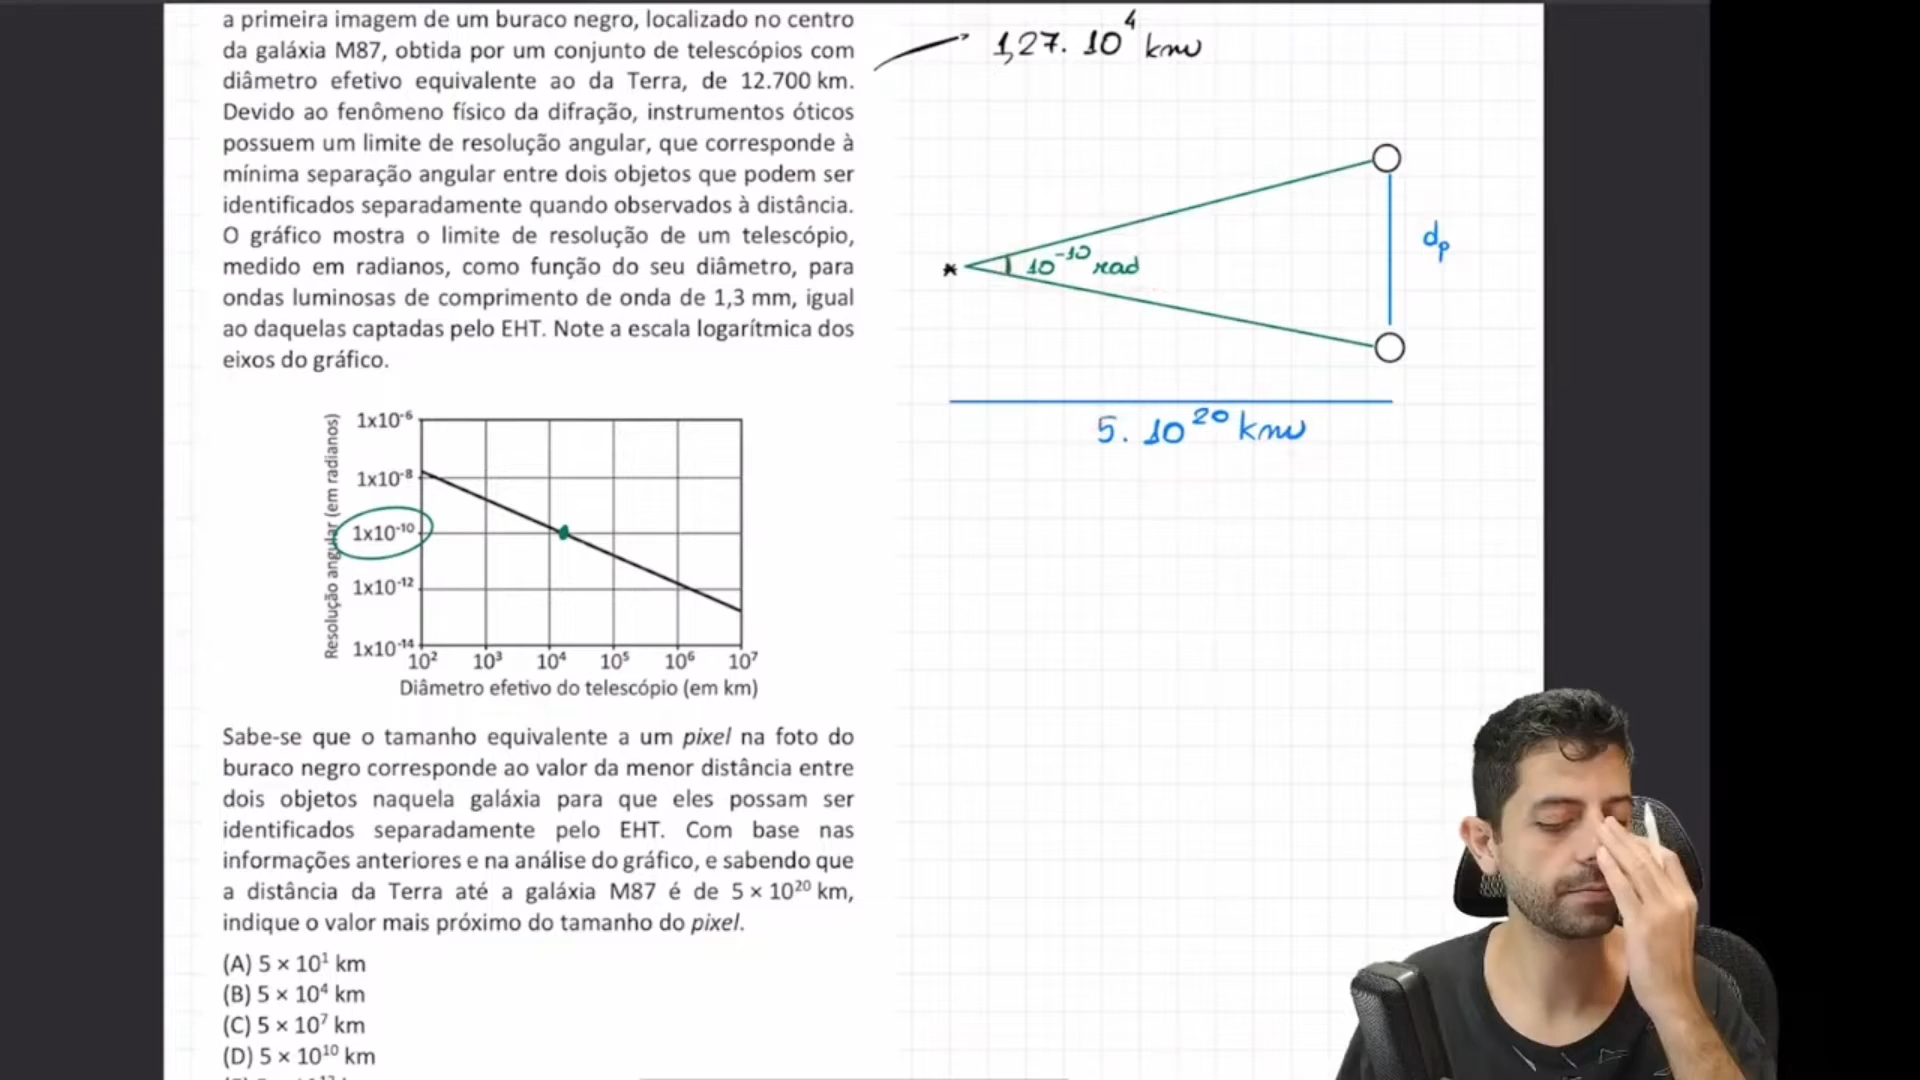 a primeira imagem de um buraco negro, localizado no centro
da galáxia M87, obtida por um conjunto de telescópios com
diâmetro efetivo equivalente ao da Terra, de 12.700 km.
Devido ao fenômeno físico da difração, instrumentos óticos
possuem um limite de resolução angular, que corresponde à
mínima separação angular entre dois objetos que podem ser
identificados separadamente quando observados à distância.
O gráfico mostra o limite de resolução de um telescópio,
medido em radianos, como função do seu diâmetro, para
ondas luminosas de comprimento de onda de 1,3 mm, igual
ao daquelas captadas pelo EHT. Note a escala logarítmica dos
eixos do gráfico.
Resolução angular (em radianos)
1x10⁻⁶
1x10⁻⁸
1x10⁻¹⁰
1x10⁻¹²
1x10⁻¹⁴
10² 10³ 10⁴ 10⁵ 10⁶ 10⁷
Diâmetro efetivo do telescópio (em km)
Sabe-se que o tamanho equivalente a um pixel na foto do
buraco negro corresponde ao valor da menor distância entre
dois objetos naquela galáxia para que eles possam ser
identificados separadamente pelo EHT. Com base nas
informações anteriores e na análise do gráfico, e sabendo que
a distância da Terra até a galáxia M87 é de 5 × 10²⁰ km,
indique o valor mais próximo do tamanho do pixel.
(A) 5 × 10¹ km
(B) 5 × 10⁴ km
(C) 5 × 10⁷ km
(D) 5 × 10¹⁰ km
1,27. 10⁴ km
10⁻¹⁰ rad
dₚ
5. 10²⁰ km